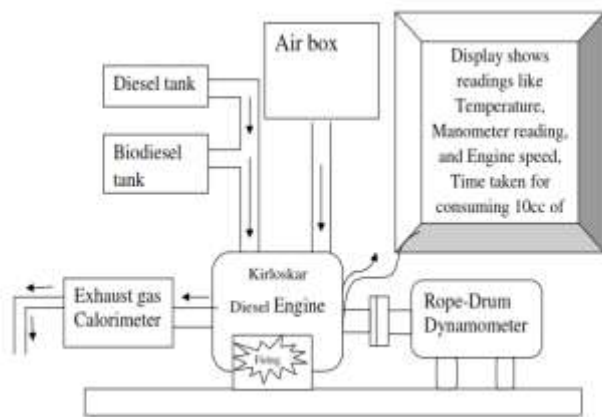 Air box
Display shows
readings like
Temperature,
Manometer reading,
and Engine speed,
Time taken for
consuming 10cc of
Diesel tank
Biodiesel
tank
Kirloskar
Diesel Engine
Firing
Exhaust gas
Calorimeter
Rope-Drum
Dynamometer